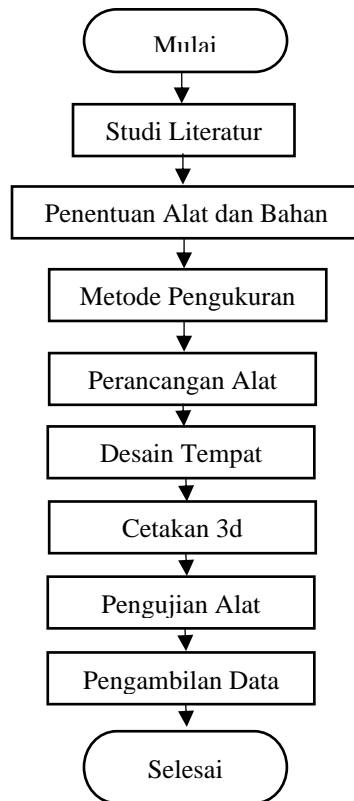 Mulai
Studi Literatur
Penentuan Alat dan Bahan
Metode Pengukuran
Perancangan Alat
Desain Tempat
Cetakan 3d
Pengujian Alat
Pengambilan Data
Selesai